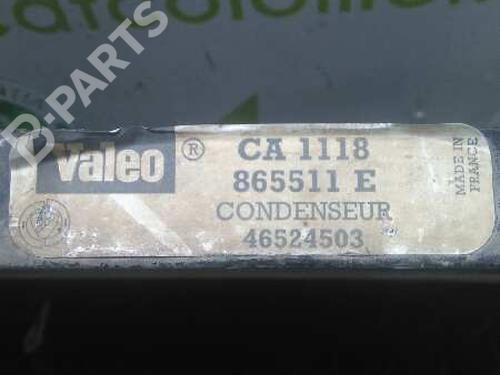 Valeo ®
CA 1118
865511 E
CONDENSEUR
46524503
MADE IN
FRANCE
D-PARTS